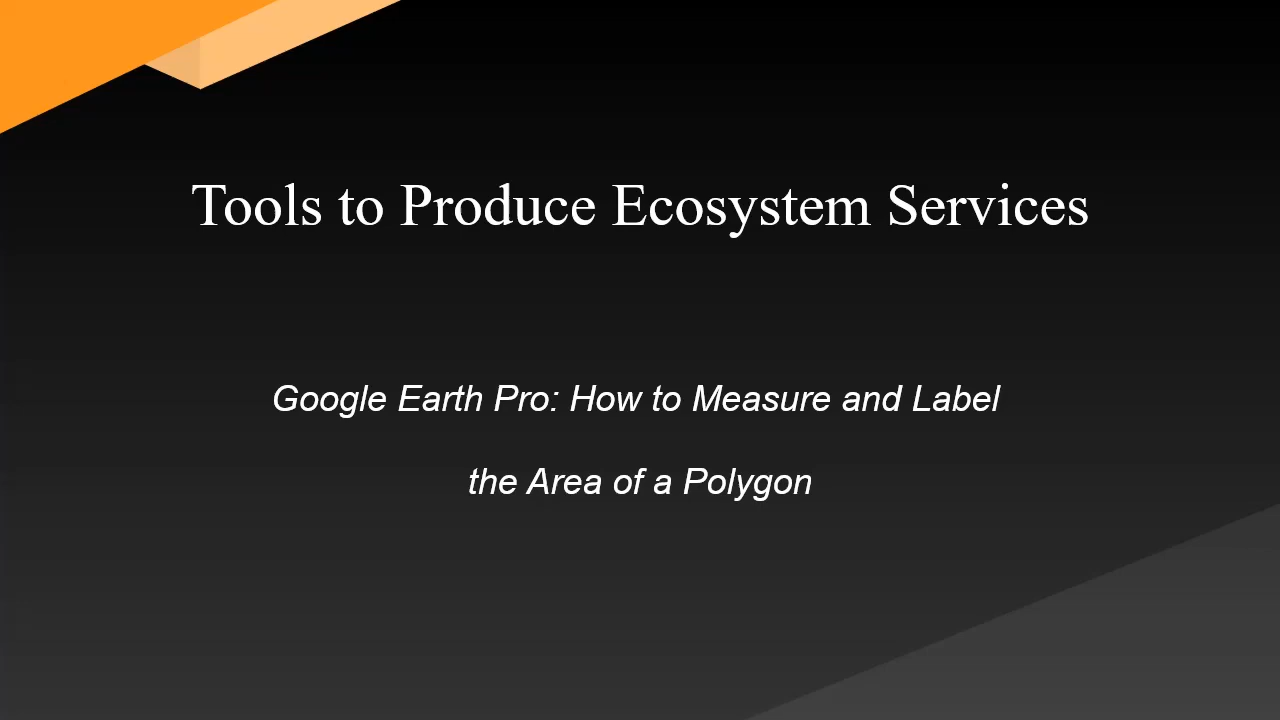 Tools to Produce Ecosystem Services
Google Earth Pro: How to Measure and Label
the Area of a Polygon